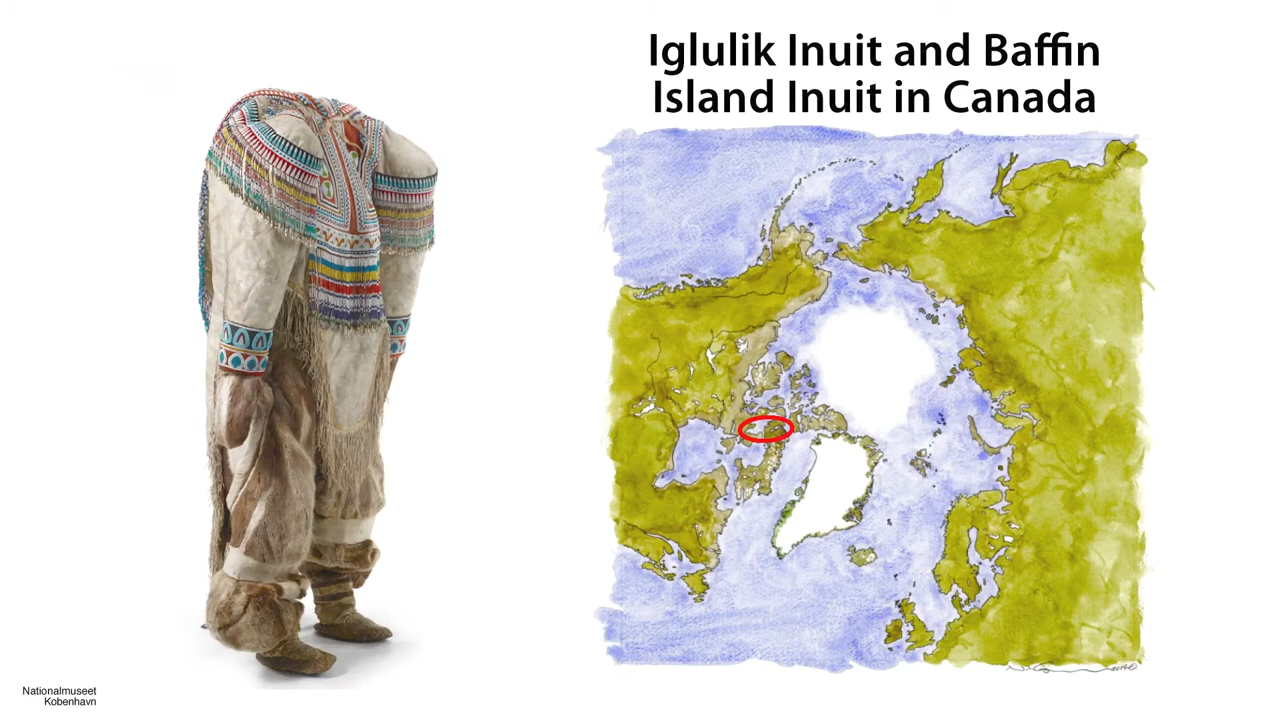 Iglulik Inuit and Baffin
Island Inuit in Canada
Nationalmuseet
Kobenhavn